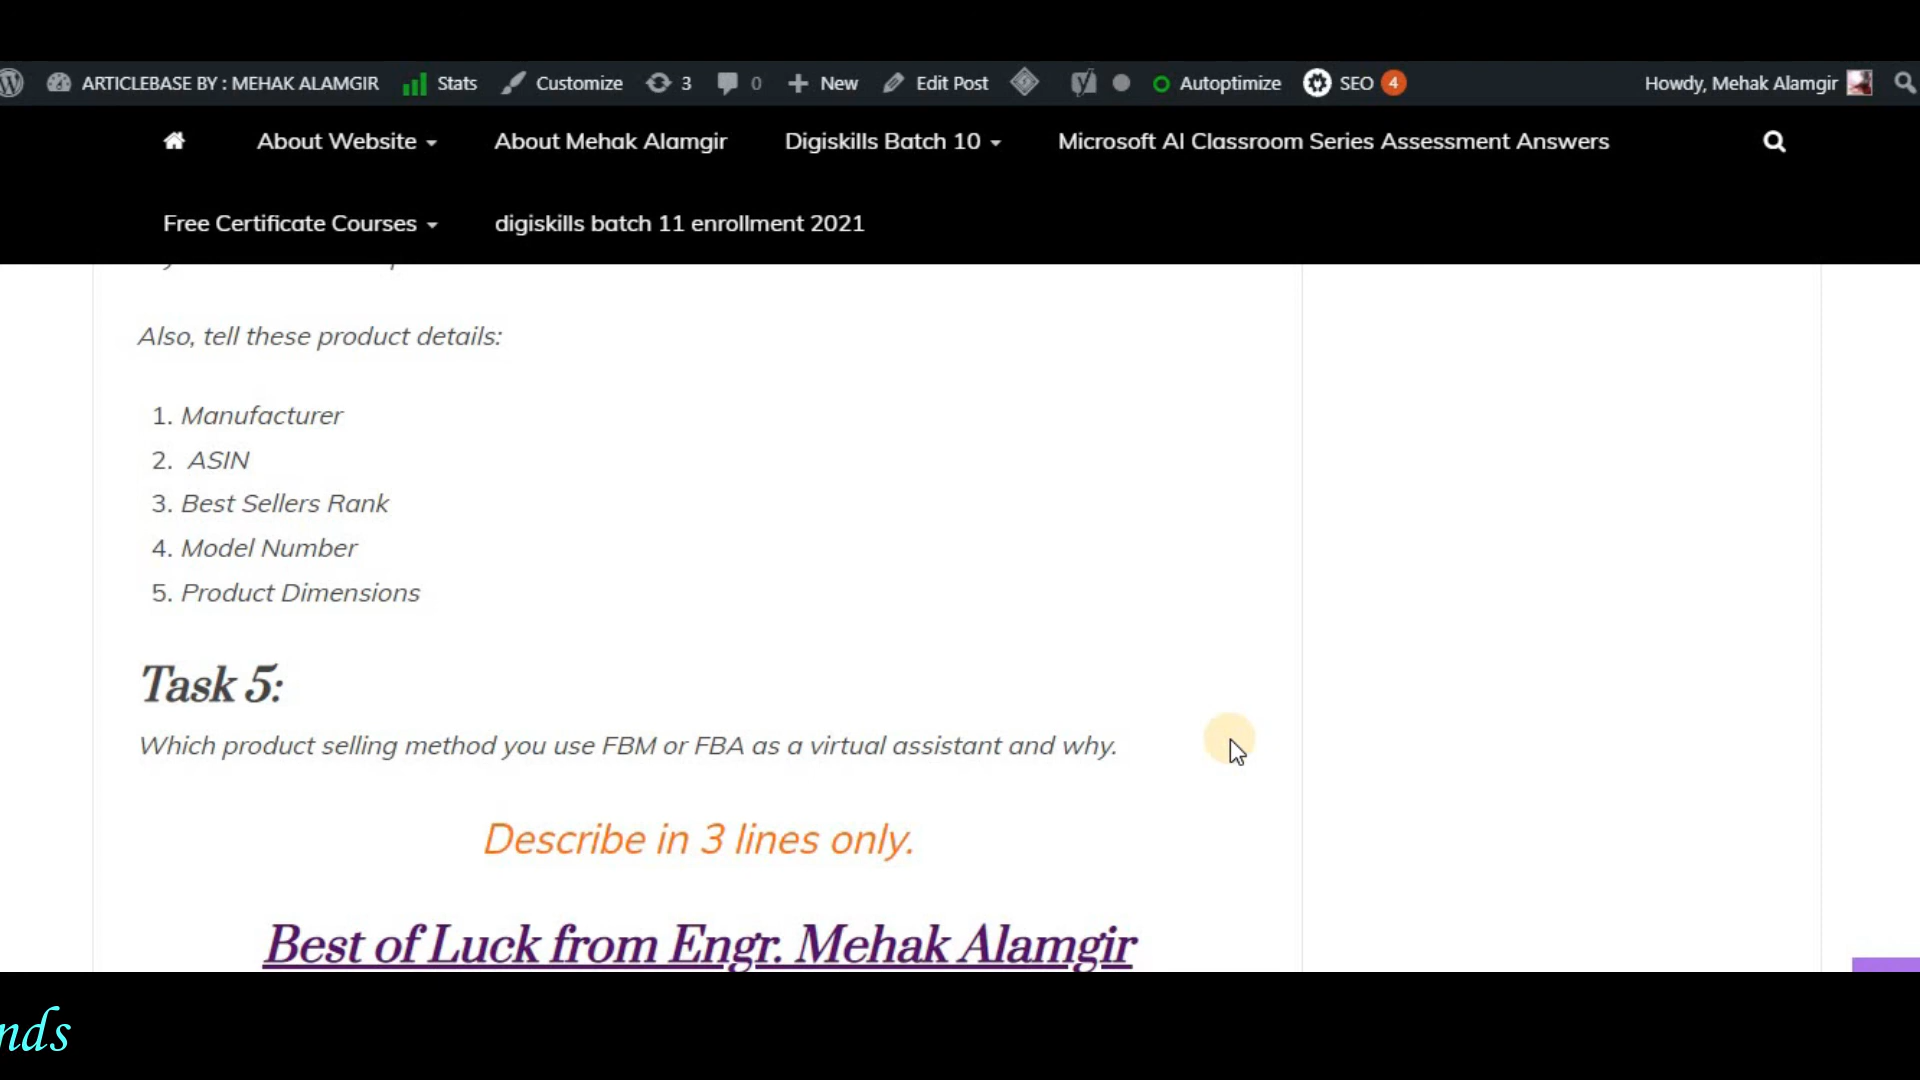 ARTICLEBASE BY : MEHAK ALAMGIR Stats Customize 3 0 New Edit Post Autoptimize SEO 4 Howdy, Mehak Alamgir
About Website About Mehak Alamgir Digiskills Batch 10 Microsoft AI Classroom Series Assessment Answers
Free Certificate Courses digiskills batch 11 enrollment 2021
Also, tell these product details:
1. Manufacturer
2. ASIN
3. Best Sellers Rank
4. Model Number
5. Product Dimensions
Task 5:
Which product selling method you use FBM or FBA as a virtual assistant and why.
Describe in 3 lines only.
Best of Luck from Engr. Mehak Alamgir
nds